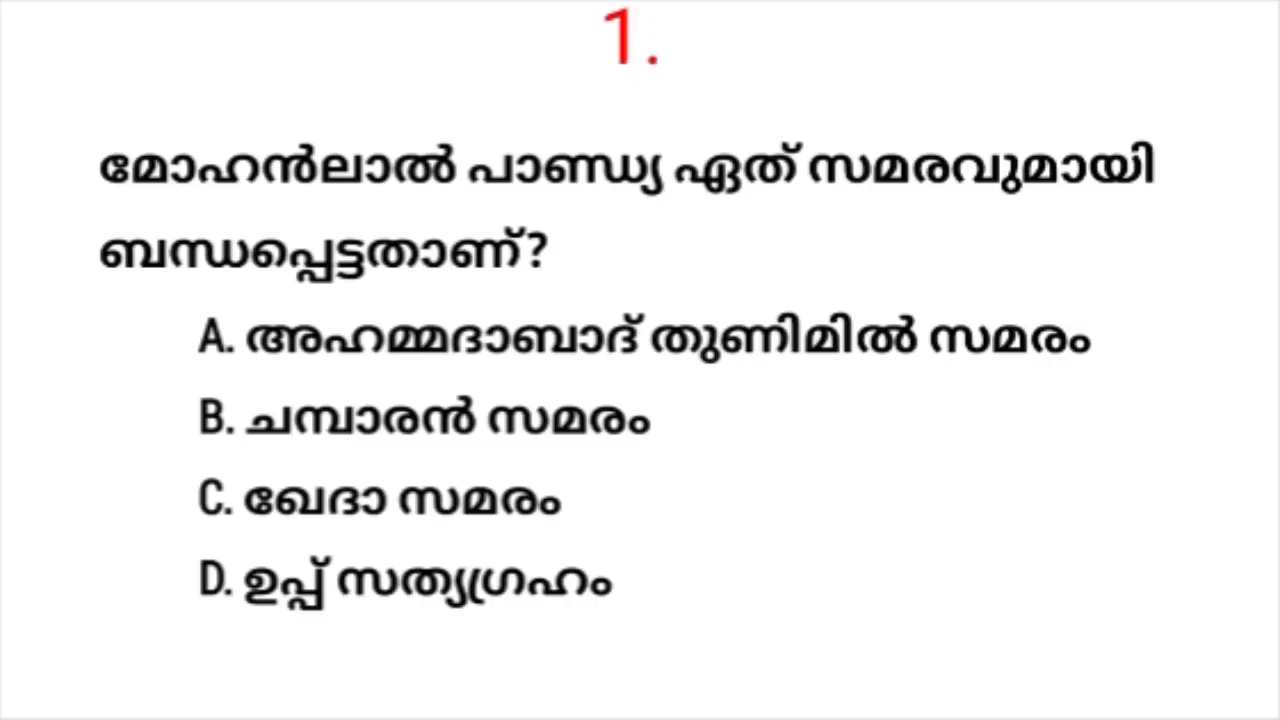 1.
മോഹൻലാൽ പാണ്ഡ്യ ഏത് സമരവുമായി
ബന്ധപ്പെട്ടതാണ്?
A. അഹമ്മദാബാദ് തുണിമിൽ സമരം
B. ചമ്പാരൻ സമരം
C. ഖേദാ സമരം
D. ഉപ്പ് സത്യഗ്രഹം